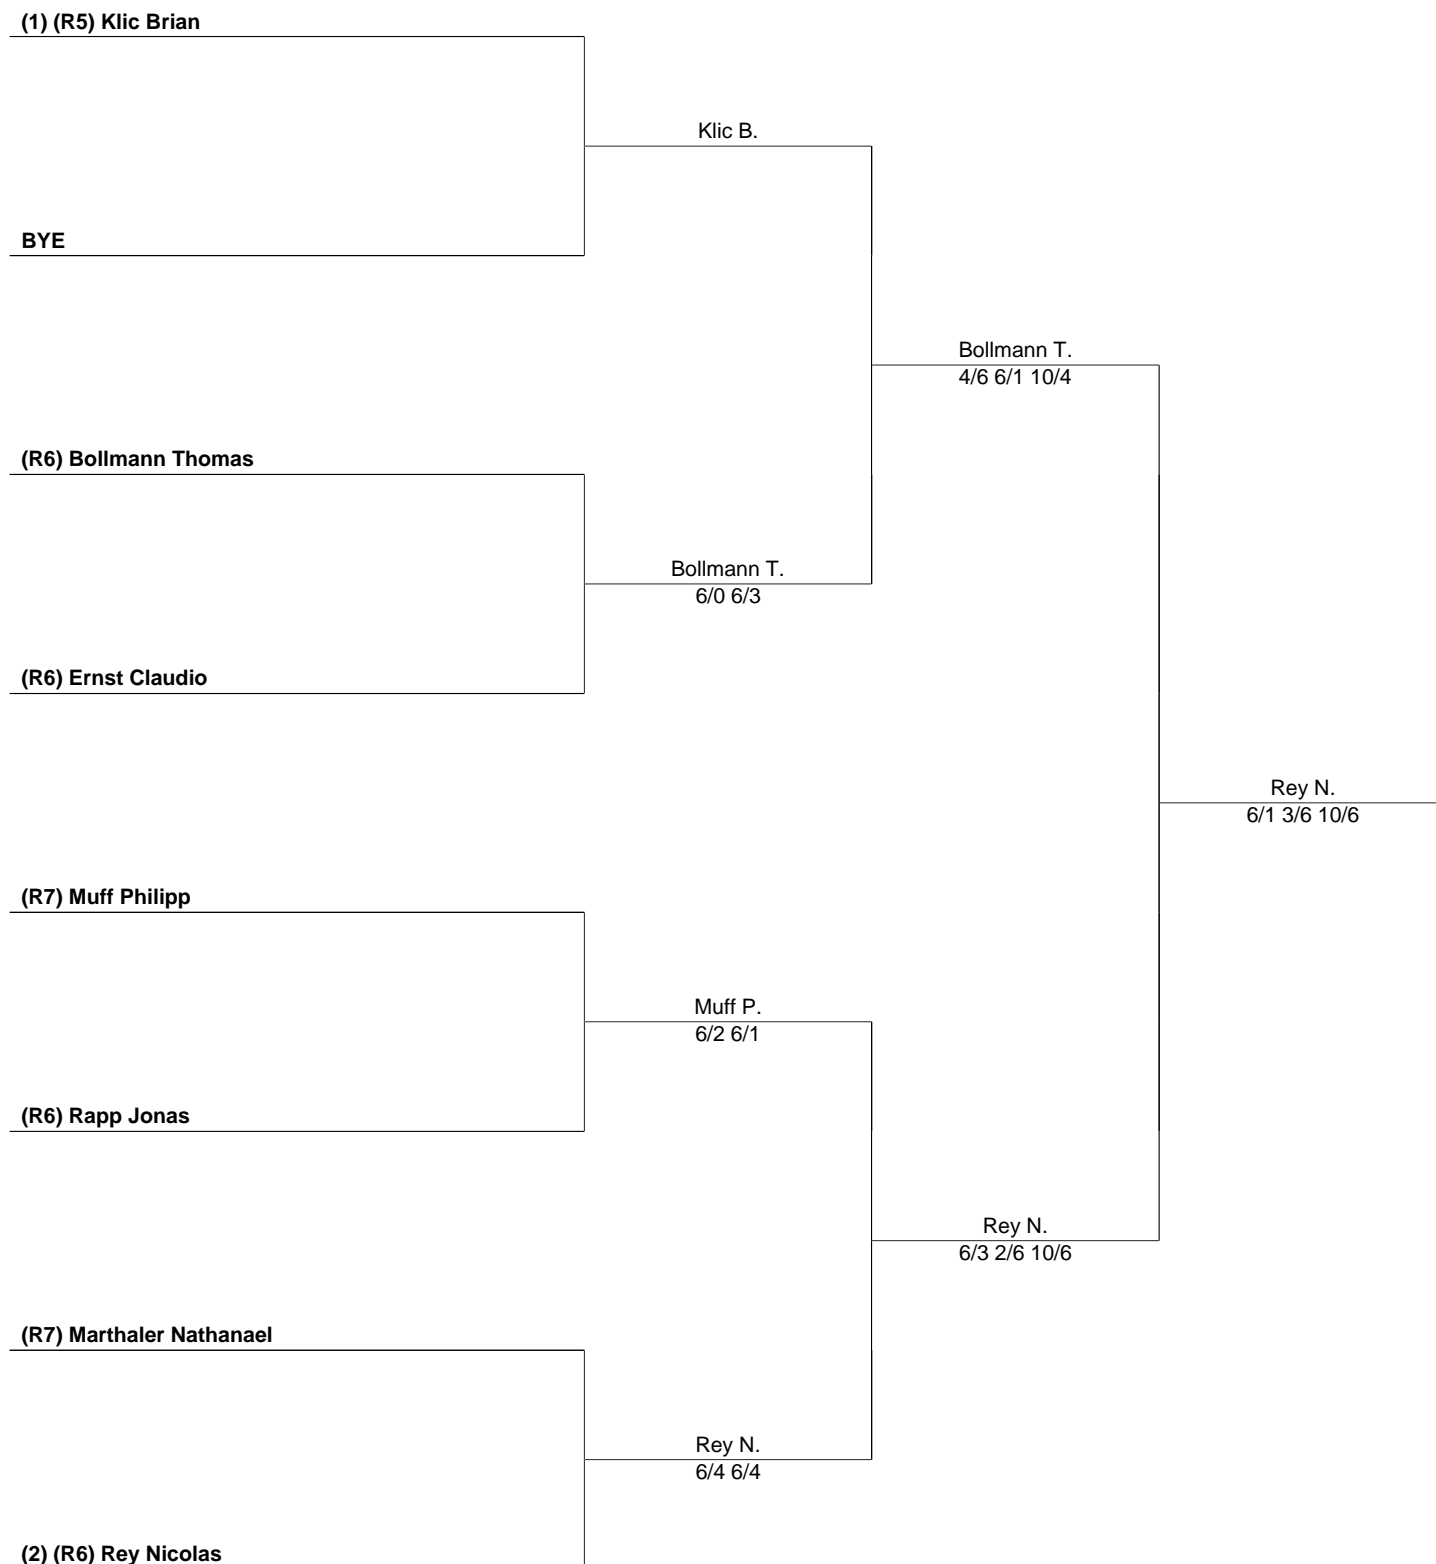 (1) (R5) Klic Brian
Klic B.
BYE
Bollmann T.
4/6 6/1 10/4
(R6) Bollmann Thomas
Bollmann T.
6/0 6/3
(R6) Ernst Claudio
Rey N.
6/1 3/6 10/6
(R7) Muff Philipp
Muff P.
6/2 6/1
(R6) Rapp Jonas
Rey N.
6/3 2/6 10/6
(R7) Marthaler Nathanael
Rey N.
6/4 6/4
(2) (R6) Rey Nicolas